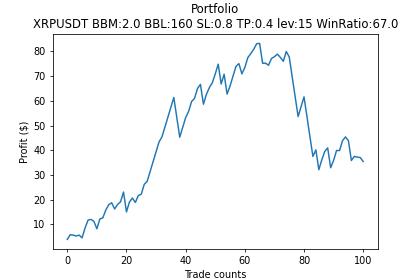 Portfolio
XRPUSDT BBM:2.0 BBL:160 SL:0.8 TP:0.4 lev:15 WinRatio:67.0
Profit ($)
80
70
60
50
40
30
20
10
0 20 40 60 80 100
Trade counts